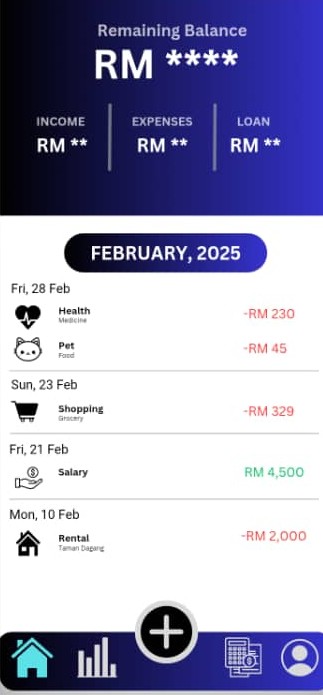 Remaining Balance
RM ****
INCOME EXPENSES LOAN
RM ** RM ** RM **
FEBRUARY, 2025
Fri, 28 Feb
Health -RM 230
Medicine
Pet -RM 45
Food
Sun, 23 Feb
Shopping -RM 329
Grocery
Fri, 21 Feb
Salary RM 4,500
Mon, 10 Feb
Rental -RM 2,000
Taman Dagang